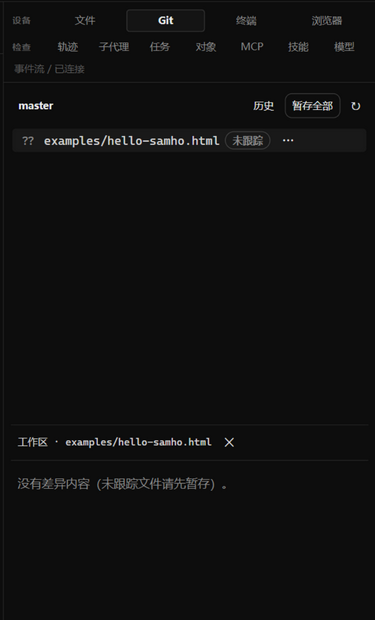 设备 文件 Git 终端 浏览器
检查 轨迹 子代理 任务 对象 MCP 技能 模型
事件流 / 已连接
master 历史 暂存全部 ↻
?? examples/hello-samho.html 未跟踪 ···
工作区 · examples/hello-samho.html ×
没有差异内容（未跟踪文件请先暂存）。